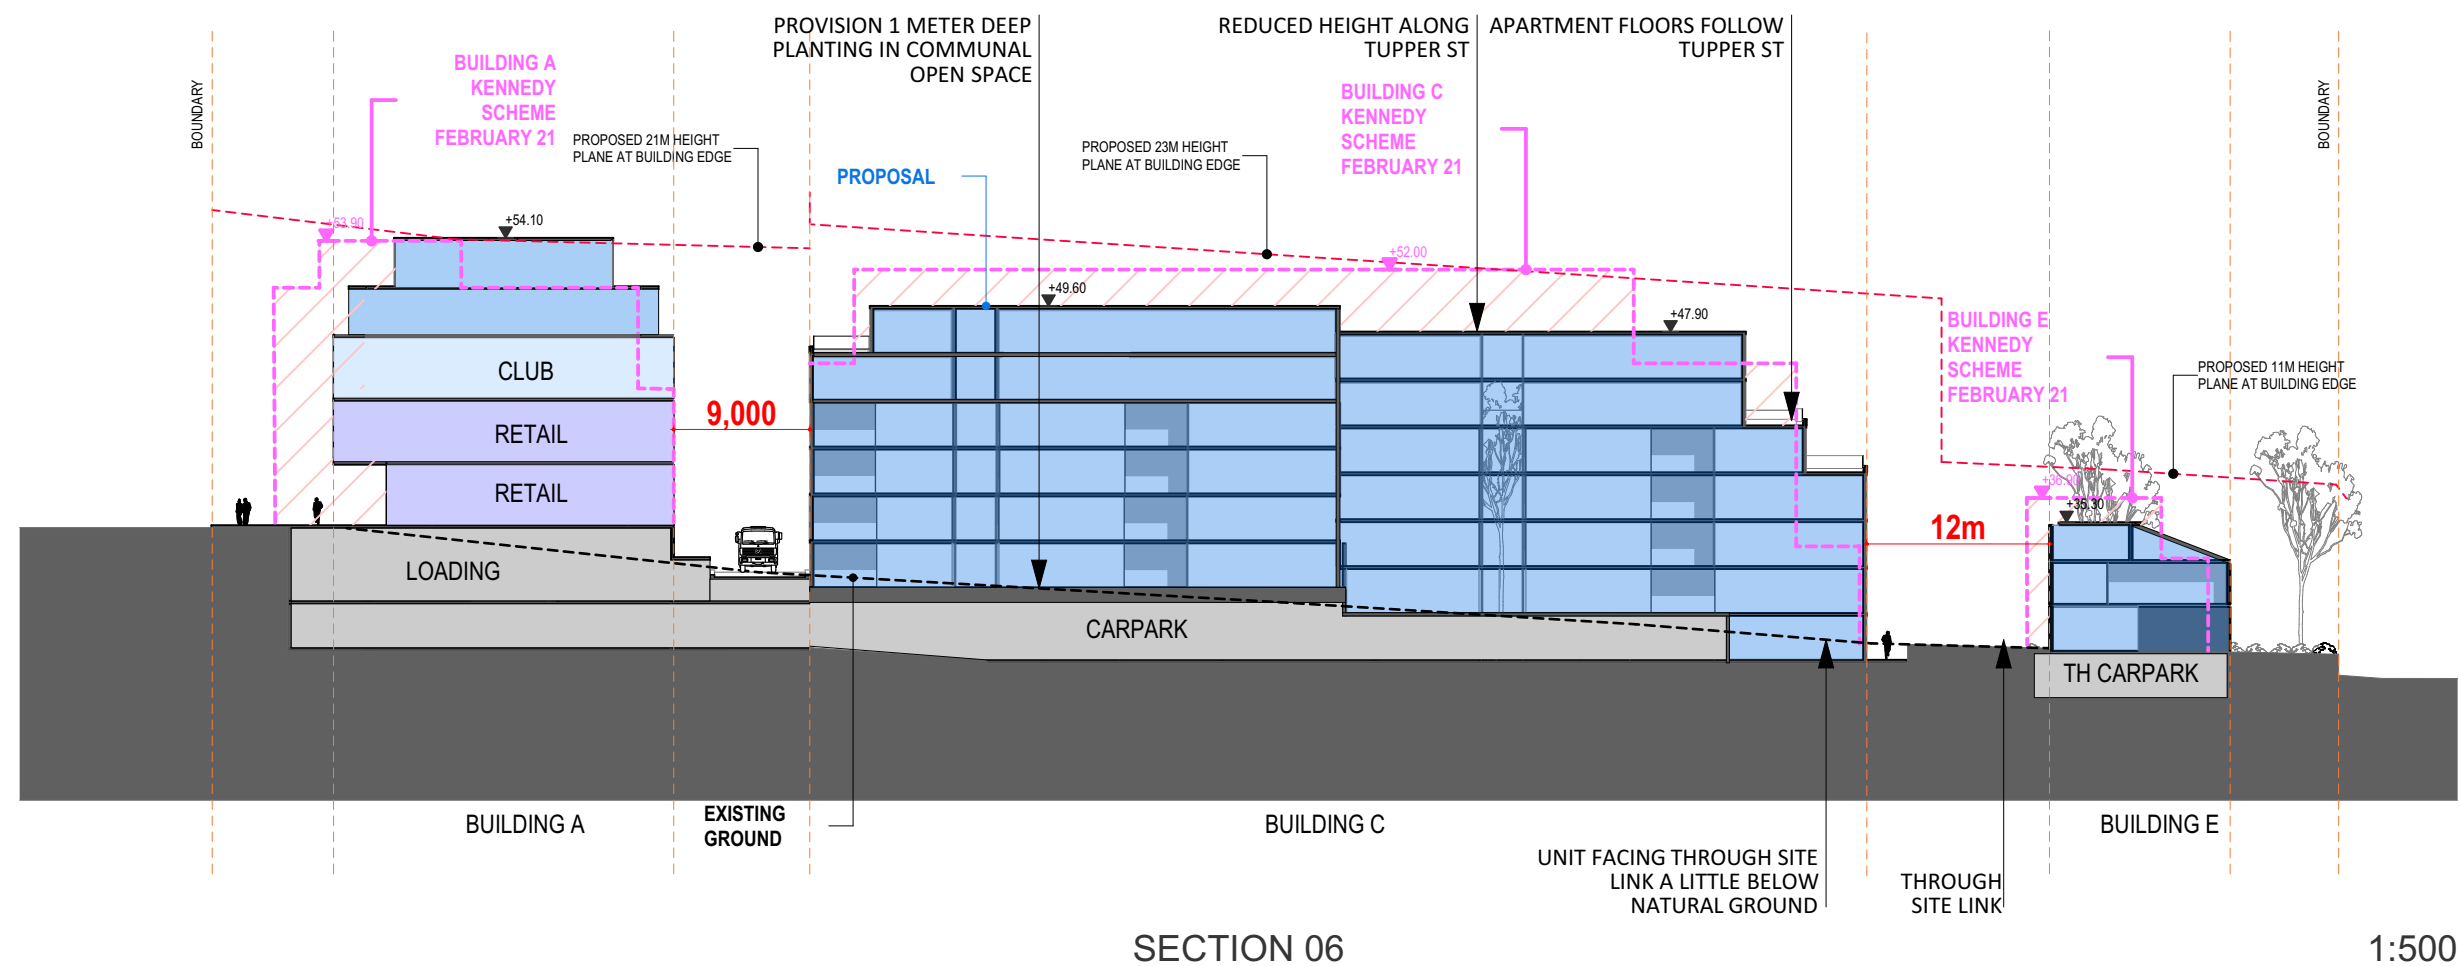 PROVISION 1 METER DEEP
PLANTING IN COMMUNAL
OPEN SPACE
REDUCED HEIGHT ALONG
TUPPER ST
APARTMENT FLOORS FOLLOW
TUPPER ST
BOUNDARY
BUILDING A
KENNEDY
SCHEME
FEBRUARY 21
PROPOSED 21M HEIGHT
PLANE AT BUILDING EDGE
PROPOSAL
PROPOSED 23M HEIGHT
PLANE AT BUILDING EDGE
BUILDING C
KENNEDY
SCHEME
FEBRUARY 21
BOUNDARY
+53.90
+54.10
+52.00
+49.60
+47.90
BUILDING E
KENNEDY
SCHEME
FEBRUARY 21
PROPOSED 11M HEIGHT
PLANE AT BUILDING EDGE
CLUB
RETAIL
9,000
RETAIL
+36.90
+35.30
12m
LOADING
CARPARK
TH CARPARK
BUILDING A
EXISTING
GROUND
BUILDING C
BUILDING E
UNIT FACING THROUGH SITE
LINK A LITTLE BELOW
NATURAL GROUND
THROUGH
SITE LINK
SECTION 06
1:500